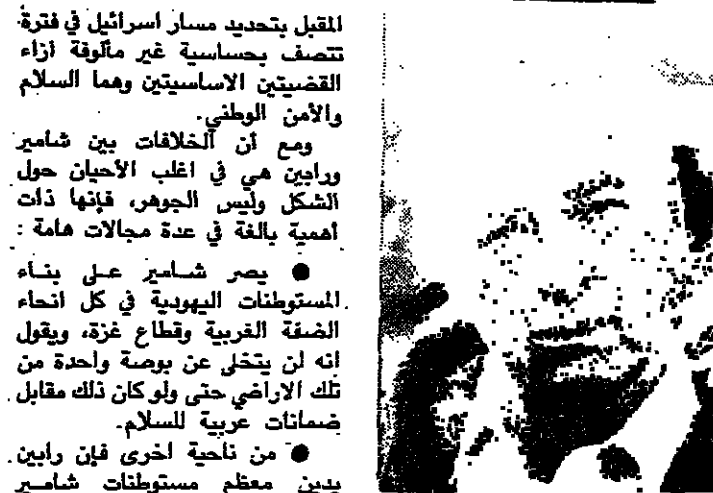 المقبل بتحديد مسار اسرائيل في فترة
تتصف بحساسية غير مألوفة أزاء
القضيتين الاساسيتين وهما السلام
والأمن الوطني.
ومع أن الخلافات بين شامير
ورابين هي في اغلب الأحيان حول
الشكل وليس الجوهر، فإنها ذات
أهمية بالغة في عدة مجالات هامة :
● يصر شامير على بناء
المستوطنات اليهودية في كل انحاء
الضفة الغربية وقطاع غزة، ويقول
انه لن يتخلى عن بوصة واحدة من
تلك الاراضي حتى ولو كان ذلك مقابل
ضمانات عربية للسلام.
● من ناحية اخرى فإن رابين
يدين معظم مستوطنات شامير